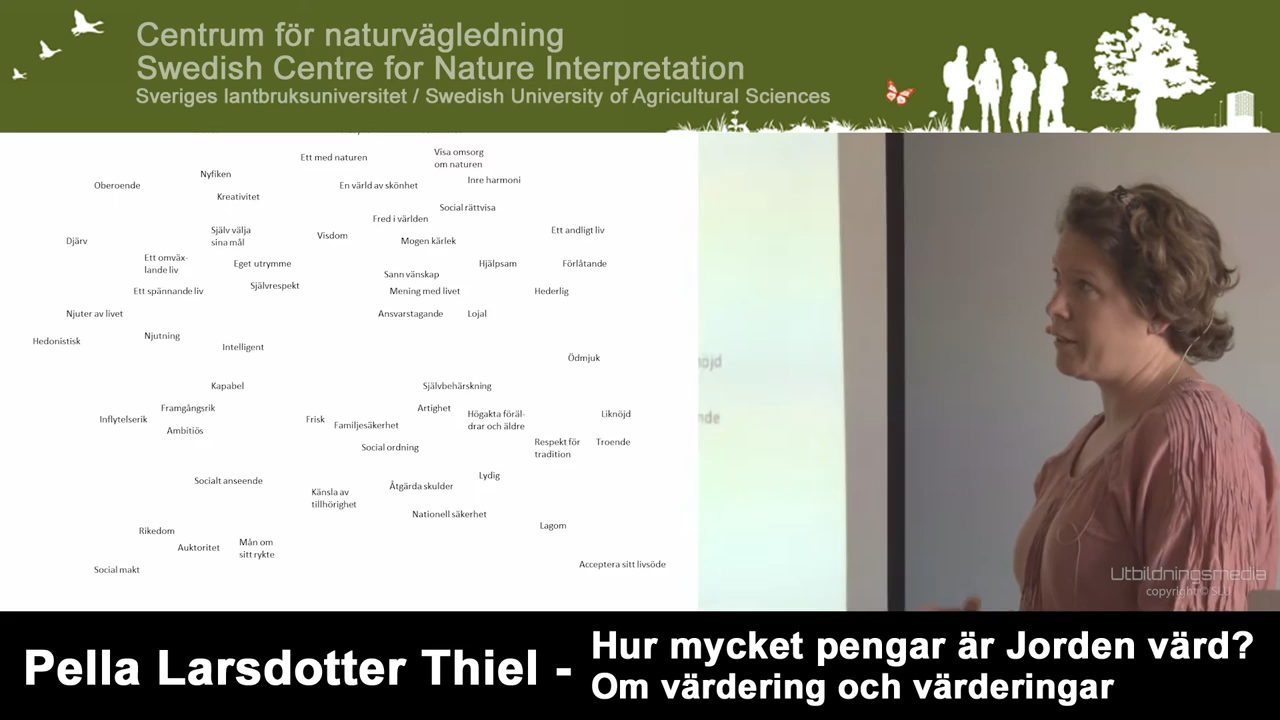 Centrum för naturvägledning
Swedish Centre for Nature Interpretation
Sveriges lantbruksuniversitet / Swedish University of Agricultural Sciences
Ett med naturen
Visa omsorg
om naturen
Nyfiken
Inre harmoni
Oberoende
En värld av skönhet
Kreativitet
Social rättvisa
Fred i världen
Själv välja
sina mål
Visdom
Ett andligt liv
Djärv
Mogen kärlek
Ett omväx-
lande liv
Eget utrymme
Hjälpsam
Förlåtande
Sann vänskap
Självrespekt
Ett spännande liv
Mening med livet
Hederlig
Njuter av livet
Ansvarstagande
Lojal
Njutning
Hedonistisk
Intelligent
Ödmjuk
Kapabel
Självbehärskning
Framgångsrik
Artighet
Inflytelserik
Frisk
Familjesäkerhet
Högakta föräl-
drar och äldre
Liknöjd
Ambitiös
Social ordning
Respekt för
tradition
Troende
Socialt anseende
Lydig
Känsla av
tillhörighet
Åtgärda skulder
Nationell säkerhet
Lagom
Rikedom
Auktoritet
Mån om
sitt rykte
Acceptera sitt livsöde
Social makt
öjd
nde
Utbildningsmedia
copyright © SLU
Pella Larsdotter Thiel -
Hur mycket pengar är Jorden värd?
Om värdering och värderingar